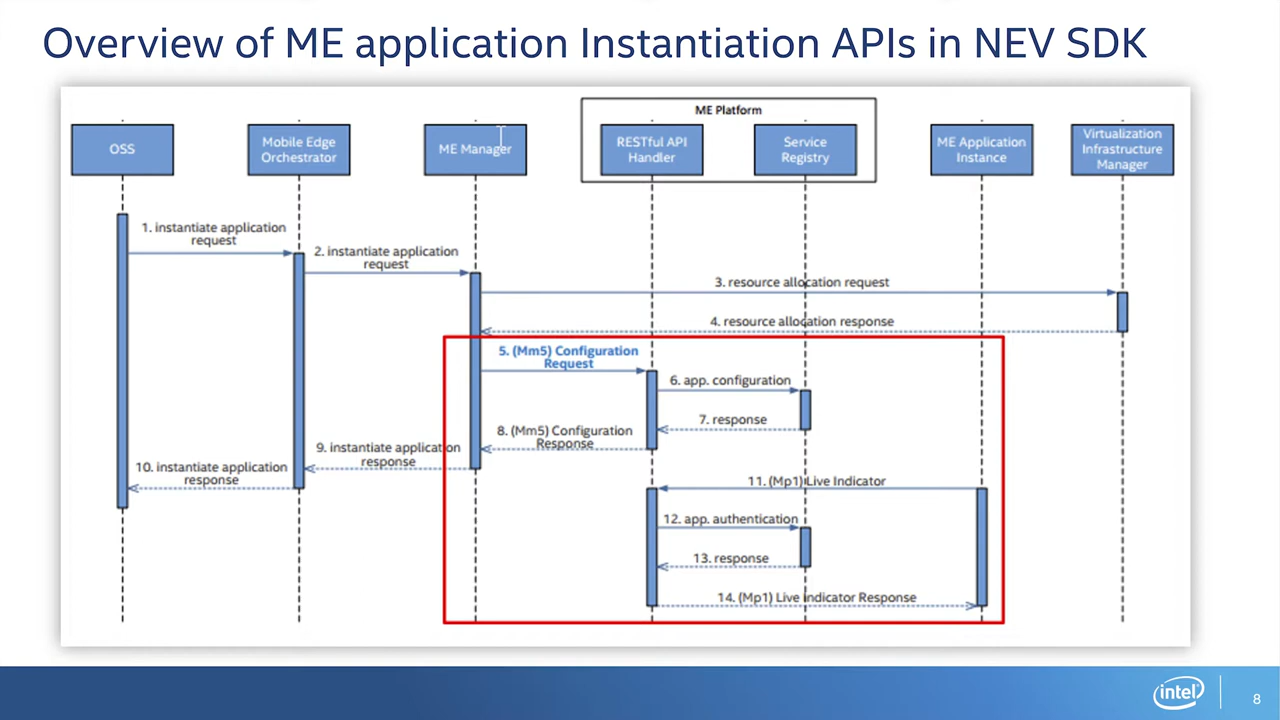 Overview of ME application Instantiation APIs in NEV SDK
ME Platform
OSS
Mobile Edge
Orchestrator
ME Manager
RESTful API
Handler
Service
Registry
ME Application
Instance
Virtualization
Infrastructure
Manager
1. instantiate application
request
2. instantiate application
request
3. resource allocation request
4. resource allocation response
5. (Mm5) Configuration
Request
6. app. configuration
7. response
8. (Mm5) Configuration
Response
9. instantiate application
response
10. instantiate application
response
11. (Mp1) Live Indicator
12. app. authentication
13. response
14. (Mp1) Live Indicator Response
intel
8